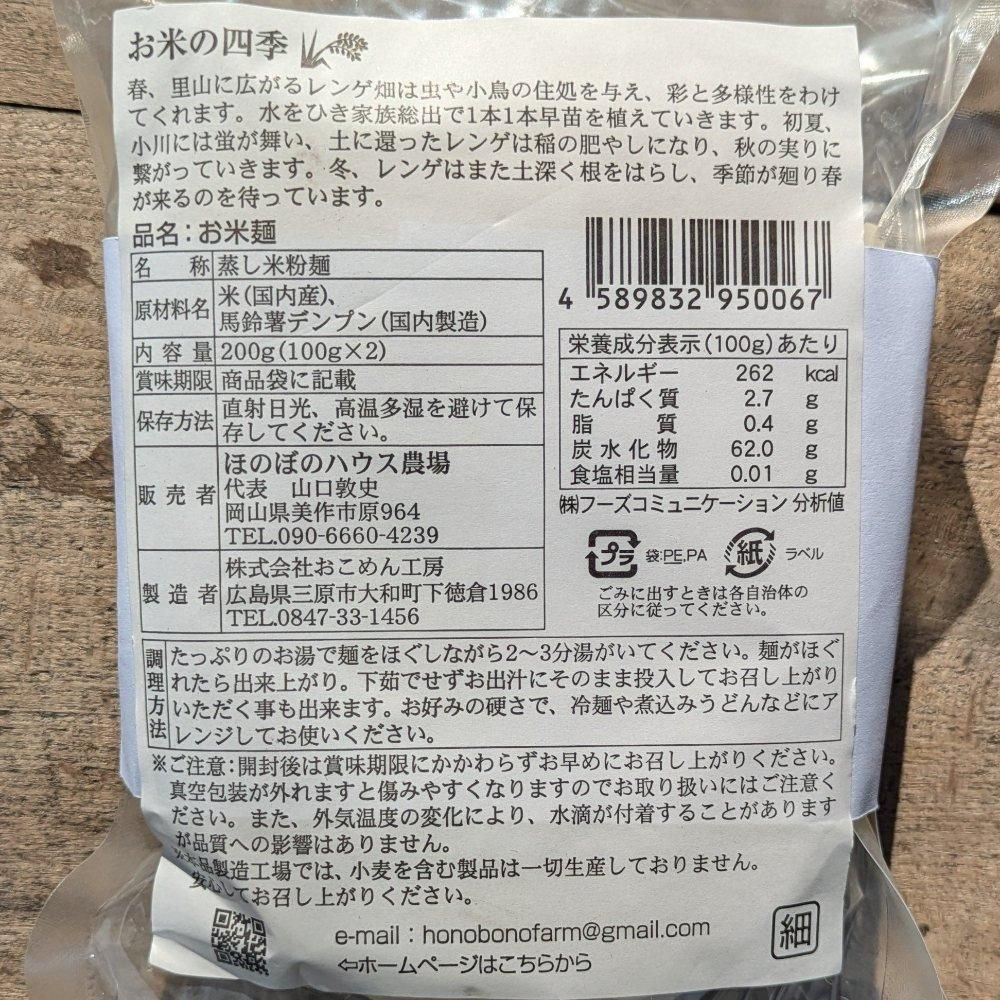 お米の四季
春、里山に広がるレンゲ畑は虫や小鳥の住処を与え、彩と多様性をわけ
てくれます。水をひき家族総出で1本1本早苗を植えていきます。初夏、
小川には蛍が舞い、土に還ったレンゲは稲の肥やしになり、秋の実りに
繋がっていきます。冬、レンゲはまた土深く根をはらし、季節が廻り春
が来るのを待っています。
品名：お米麺
名 称 蒸し米粉麺
原材料名 米（国内産）、
馬鈴薯デンプン（国内製造）
内容量 200g（100g×2）
賞味期限 商品袋に記載
保存方法 直射日光、高温多湿を避けて保
存してください。
販売者 ほのぼのハウス農場
代表 山口敦史
岡山県美作市原964
TEL.090-6660-4239
製造者 株式会社おこめん工房
広島県三原市大和町下徳倉1986
TEL.0847-33-1456
4 589832 950067
栄養成分表示（100g）あたり
エネルギー 262 kcal
たんぱく質 2.7 g
脂質 0.4 g
炭水化物 62.0 g
食塩相当量 0.01 g
㈱フーズコミュニケーション 分析値
プラ 袋:PE,PA 紙 ラベル
ごみに出すときは各自治体の
区分に従ってください。
調理方法 たっぷりのお湯で麺をほぐしながら2〜3分湯がいてください。麺がほぐ
れたら出来上がり。下茹でせずお出汁にそのまま投入してお召し上がり
いただく事も出来ます。お好みの硬さで、冷麺や煮込みうどんなどにア
レンジしてお使いください。
※ご注意：開封後は賞味期限にかかわらずお早めにお召し上がりください。
真空包装が外れますと傷みやすくなりますのでお取り扱いにはご注意く
ださい。また、外気温度の変化により、水滴が付着することがあります
が品質への影響はありません。
※本品製造工場では、小麦を含む製品は一切生産しておりません。
安心してお召し上がりください。
e-mail：honobonofarm@gmail.com
⇦ホームページはこちらから
細